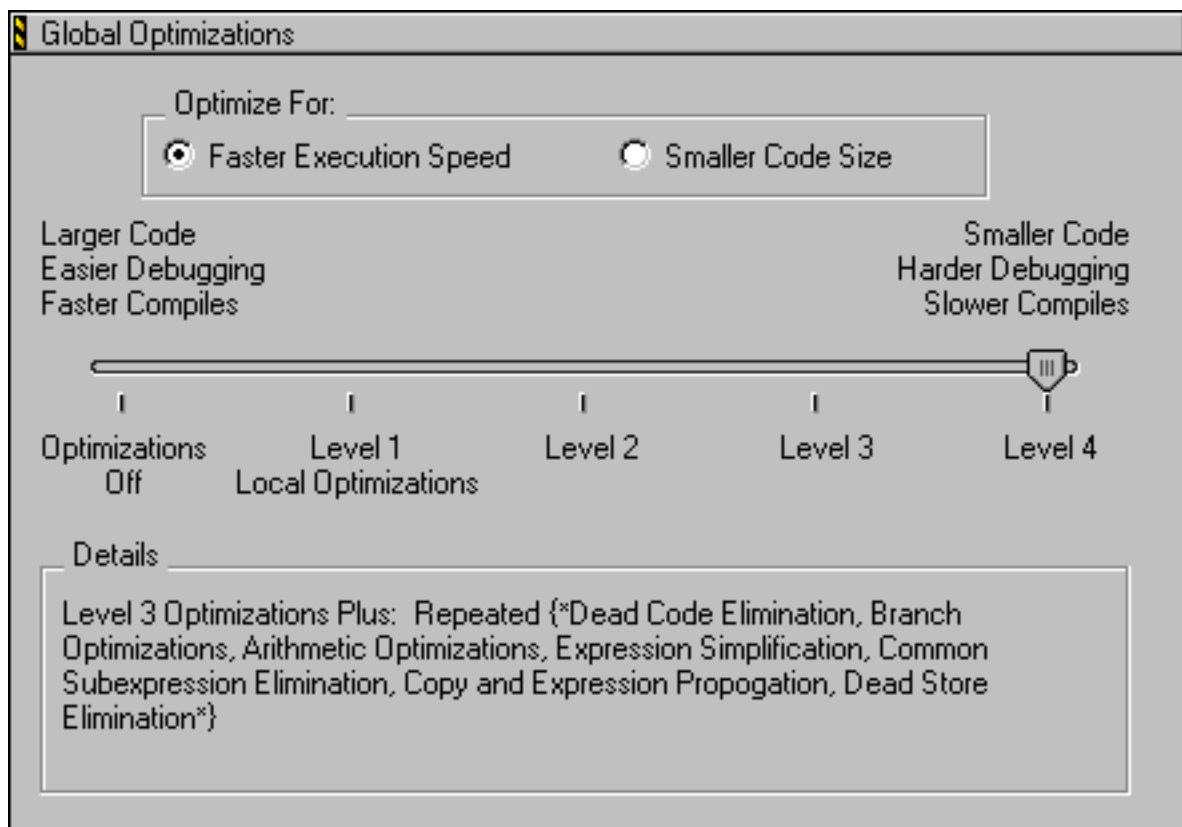 Global Optimizations
Optimize For:
Faster Execution Speed Smaller Code Size
Larger Code Smaller Code
Easier Debugging Harder Debugging
Faster Compiles Slower Compiles
Optimizations Level 1 Level 2 Level 3 Level 4
Off Local Optimizations
Details
Level 3 Optimizations Plus:  Repeated {*Dead Code Elimination, Branch
Optimizations, Arithmetic Optimizations, Expression Simplification, Common
Subexpression Elimination, Copy and Expression Propogation, Dead Store
Elimination*}